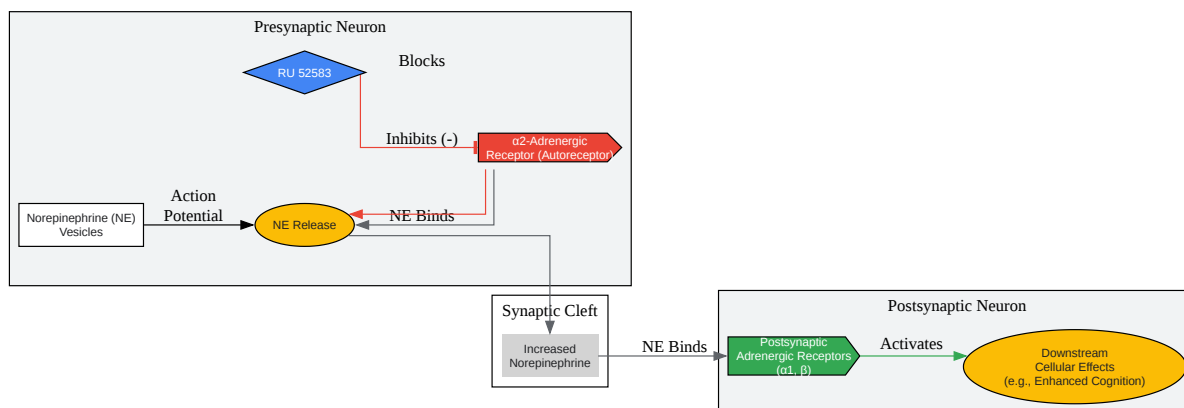 Presynaptic Neuron
RU 52583
Blocks
Inhibits (-)
α2-Adrenergic
Receptor (Autoreceptor)
Action
Potential
Norepinephrine (NE)
Vesicles
NE Release
NE Binds
Synaptic Cleft
Increased
Norepinephrine
NE Binds
Postsynaptic Neuron
Postsynaptic
Adrenergic Receptors
(α1, β)
Activates
Downstream
Cellular Effects
(e.g., Enhanced Cognition)